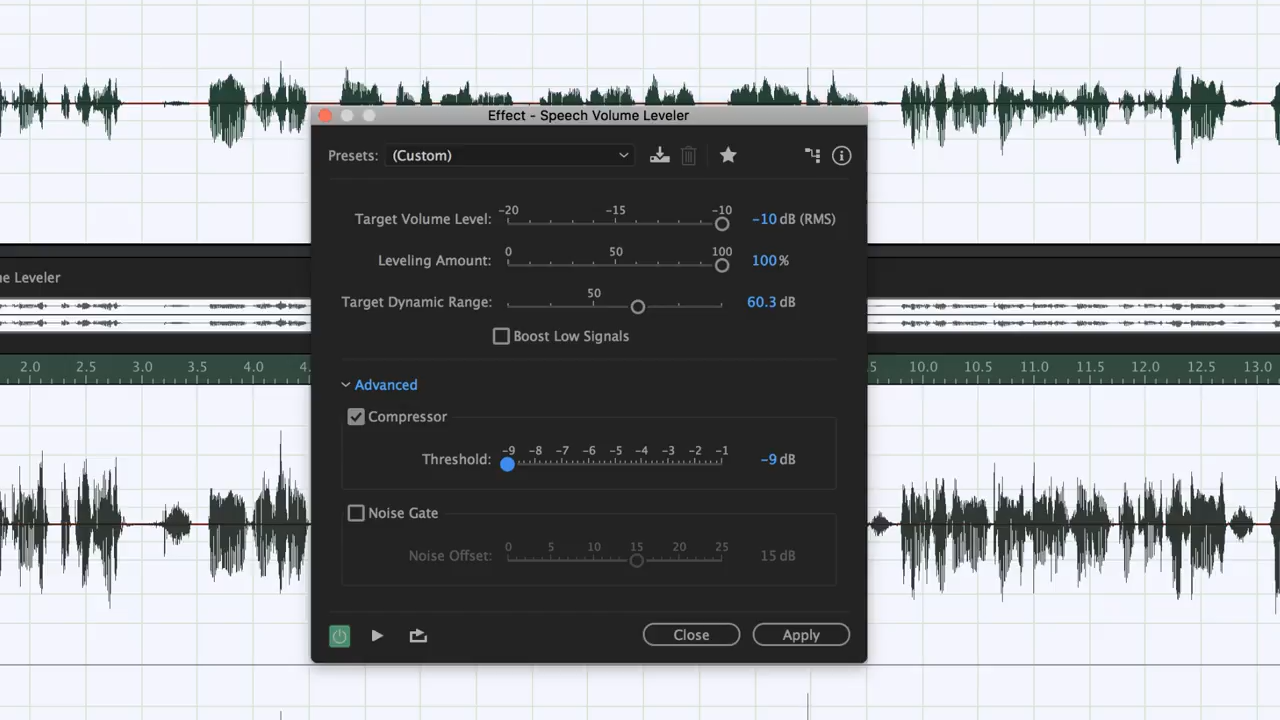 Effect - Speech Volume Leveler
Presets: (Custom)
-20 -15 -10
Target Volume Level: -10 dB (RMS)
0 50 100
Leveling Amount: 100 %
50
Target Dynamic Range: 60.3 dB
Boost Low Signals
Advanced
Compressor
-9 -8 -7 -6 -5 -4 -3 -2 -1
Threshold: -9 dB
Noise Gate
0 5 10 15 20 25
Noise Offset: 15 dB
Close Apply
Leveler
2.0 2.5 3.0 3.5 4.0 10.0 10.5 11.0 11.5 12.0 12.5 13.0